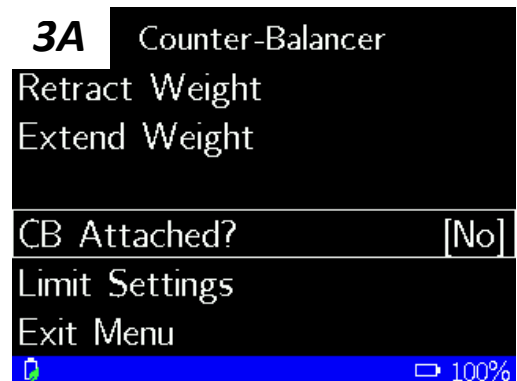 3A Counter-Balancer
Retract Weight
Extend Weight
CB Attached? [No]
Limit Settings
Exit Menu
100%